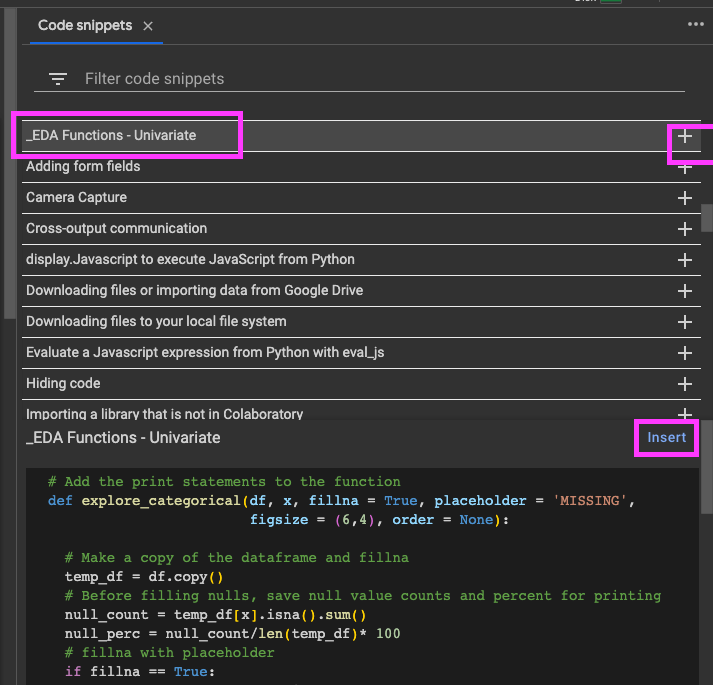 Code snippets
Filter code snippets
_EDA Functions - Univariate
Adding form fields
Camera Capture
Cross-output communication
display.Javascript to execute JavaScript from Python
Downloading files or importing data from Google Drive
Downloading files to your local file system
Evaluate a Javascript expression from Python with eval_js
Hiding code
Importing a library that is not in Colaboratory
_EDA Functions - Univariate
Insert
# Add the print statements to the function
def explore_categorical(df, x, fillna = True, placeholder = 'MISSING',
figsize = (6,4), order = None):
# Make a copy of the dataframe and fillna
temp_df = df.copy()
# Before filling nulls, save null value counts and percent for printing
null_count = temp_df[x].isna().sum()
null_perc = null_count/len(temp_df)* 100
# fillna with placeholder
if fillna == True: